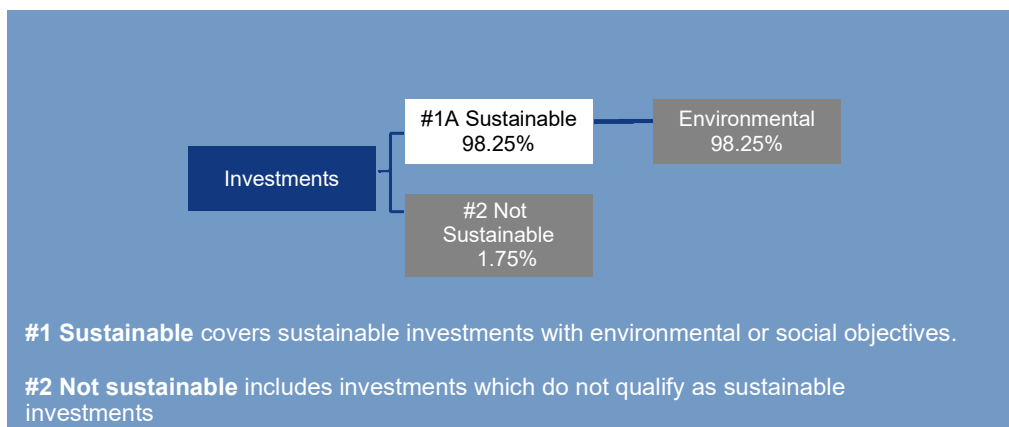 #1A Sustainable
98.25%
Environmental
98.25%
Investments
#2 Not
Sustainable
1.75%
#1 Sustainable covers sustainable investments with environmental or social objectives.
#2 Not sustainable includes investments which do not qualify as sustainable
investments